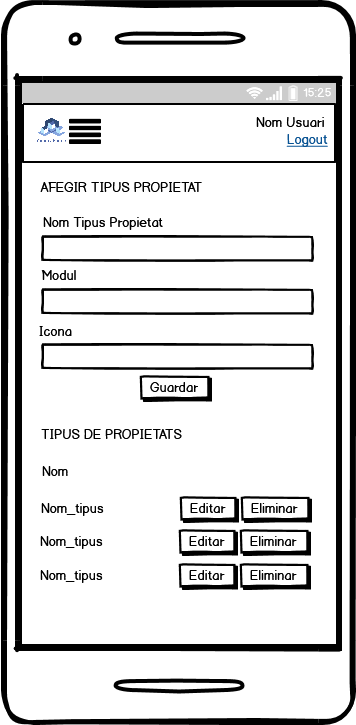 15:25
Nom Usuari
Logout
AFEGIR TIPUS PROPIETAT
Nom Tipus Propietat
Modul
Icona
Guardar
TIPUS DE PROPIETATS
Nom
Nom_tipus Editar Eliminar
Nom_tipus Editar Eliminar
Nom_tipus Editar Eliminar